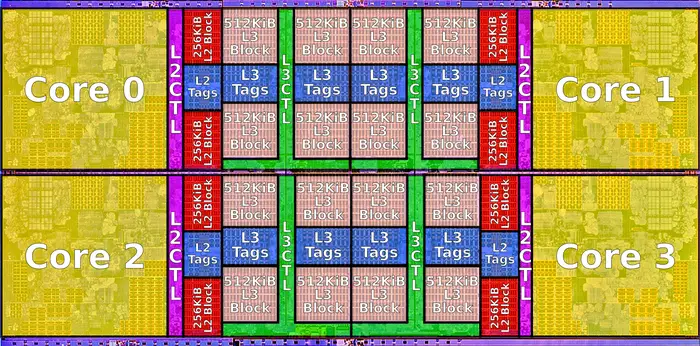 Core 0
L2CTL
256KiB
L2 Block
L2
Tags
256KiB
L2 Block
512KiB
L3
Block
L3
Tags
512KiB
L3
Block
L3CTL
512KiB
L3
Block
L3
Tags
512KiB
L3
Block
512KiB
L3
Block
L3
Tags
512KiB
L3
Block
L3CTL
512KiB
L3
Block
L3
Tags
512KiB
L3
Block
256KiB
L2 Block
L2
Tags
256KiB
L2 Block
L2CTL
Core 1
Core 2
L2CTL
256KiB
L2 Block
L2
Tags
256KiB
L2 Block
512KiB
L3
Block
L3
Tags
512KiB
L3
Block
L3CTL
512KiB
L3
Block
L3
Tags
512KiB
L3
Block
512KiB
L3
Block
L3
Tags
512KiB
L3
Block
L3CTL
512KiB
L3
Block
L3
Tags
512KiB
L3
Block
256KiB
L2 Block
L2
Tags
256KiB
L2 Block
L2CTL
Core 3